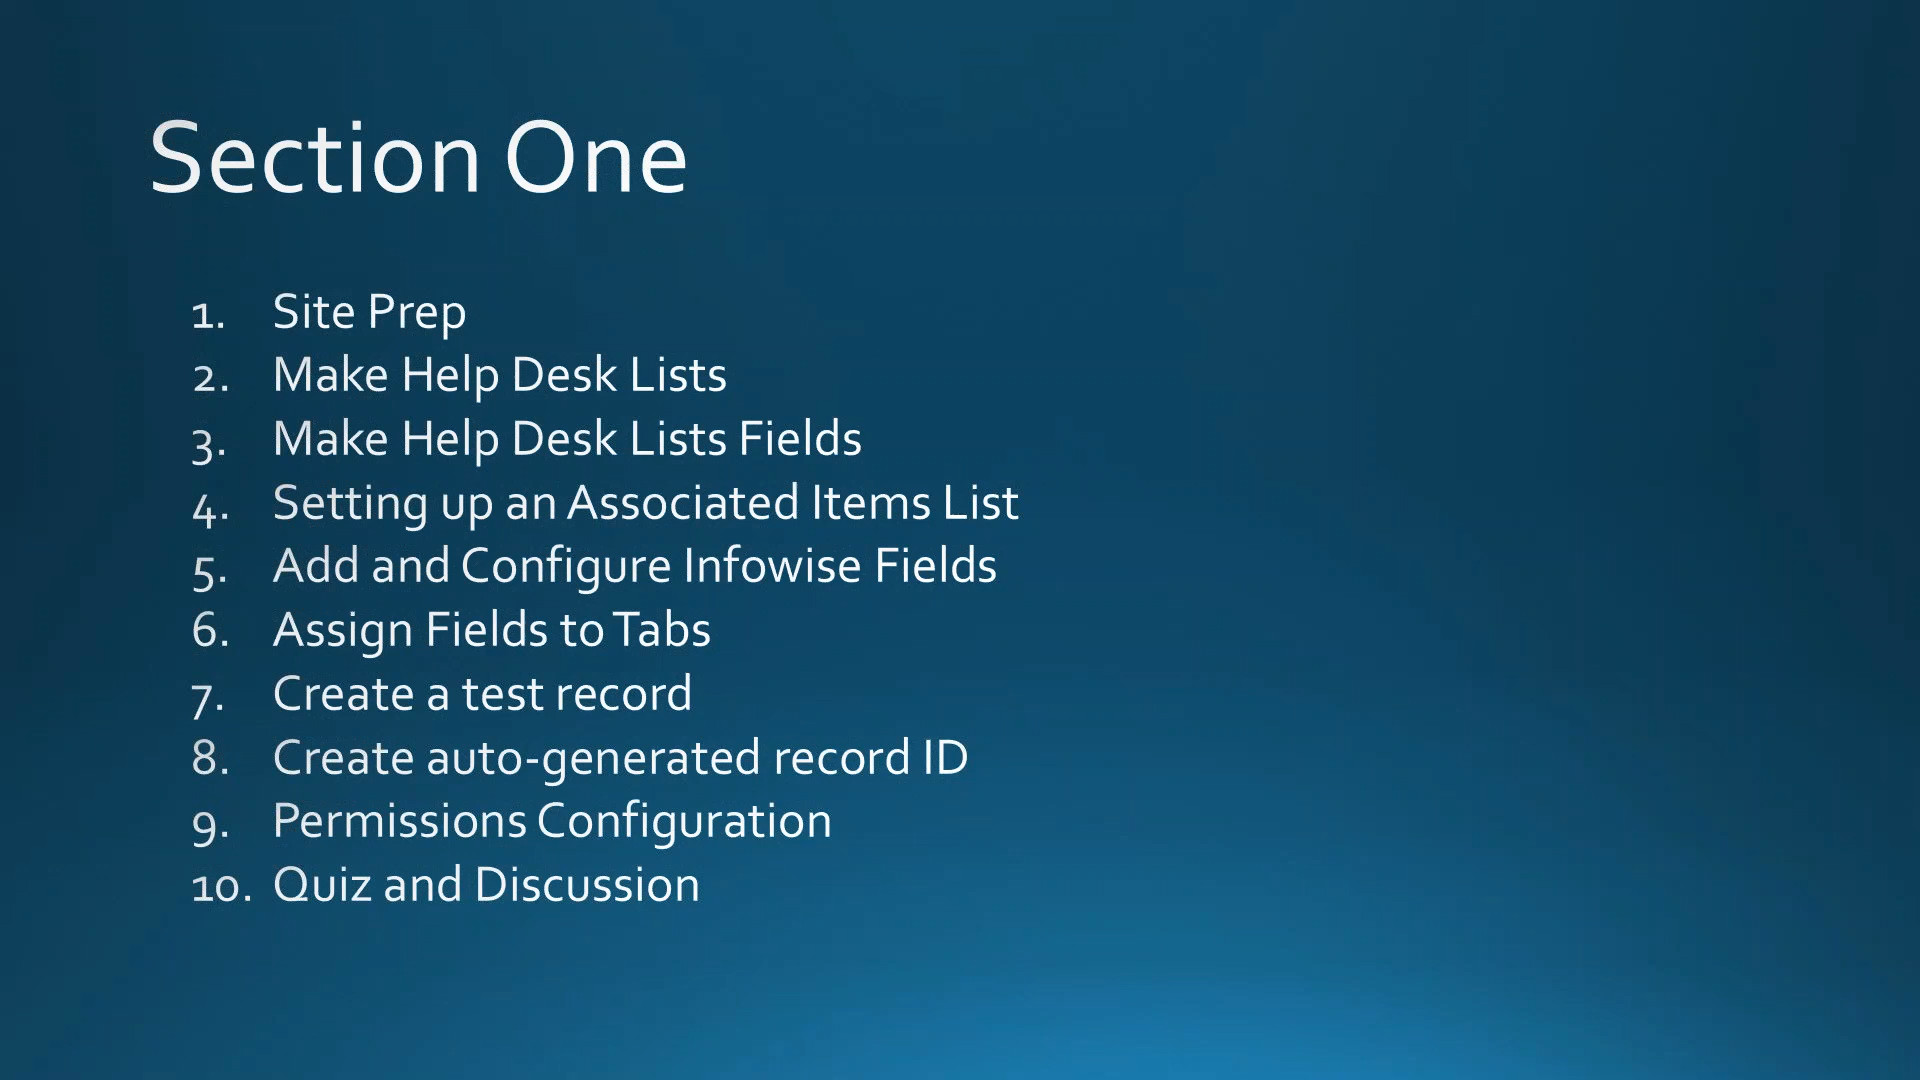 Section One
1. Site Prep
2. Make Help Desk Lists
3. Make Help Desk Lists Fields
4. Setting up an Associated Items List
5. Add and Configure Infowise Fields
6. Assign Fields to Tabs
7. Create a test record
8. Create auto-generated record ID
9. Permissions Configuration
10. Quiz and Discussion